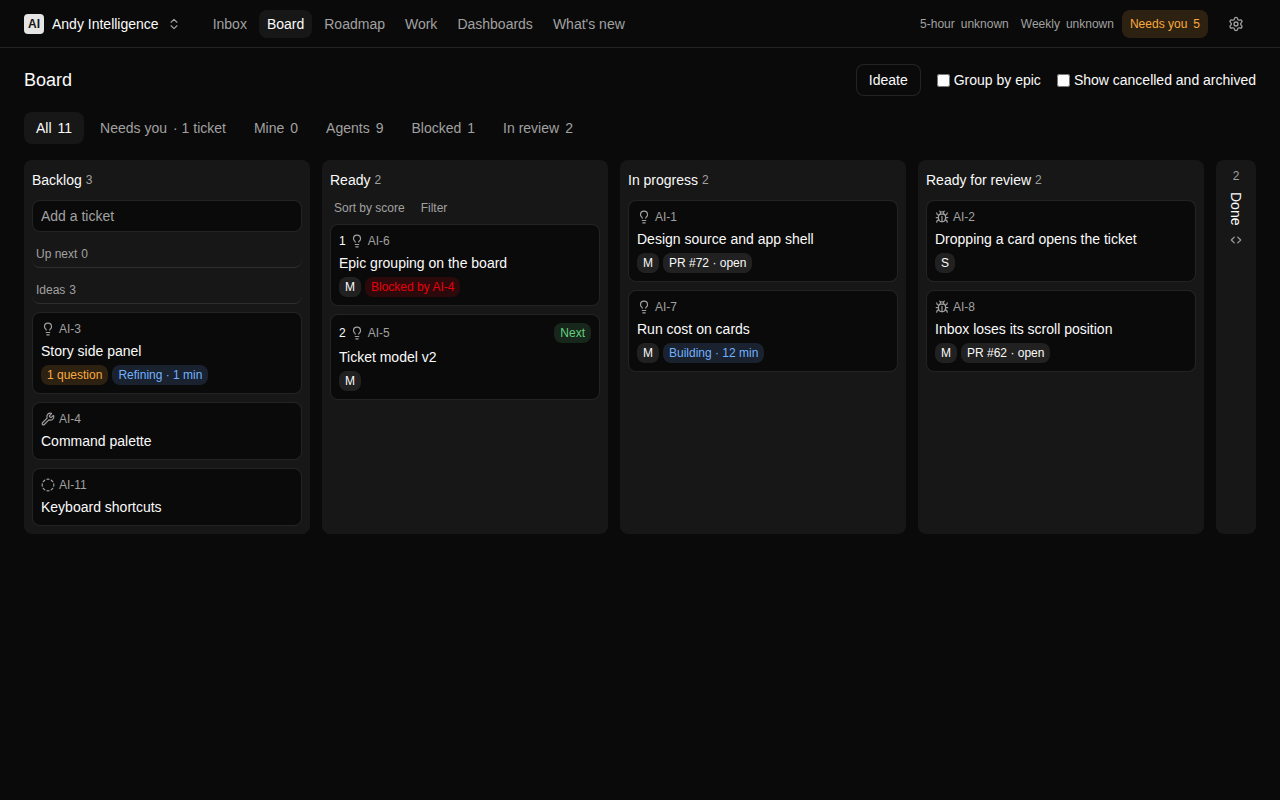 AI Andy Intelligence Inbox Board Roadmap Work Dashboards What's new 5-hour unknown Weekly unknown Needs you 5
Board Ideate Group by epic Show cancelled and archived
All 11 Needs you · 1 ticket Mine 0 Agents 9 Blocked 1 In review 2
Backlog 3
Add a ticket
Up next 0
Ideas 3
AI-3
Story side panel
1 question Refining · 1 min
AI-4
Command palette
AI-11
Keyboard shortcuts
Ready 2
Sort by score Filter
1 AI-6
Epic grouping on the board
M Blocked by AI-4
2 AI-5 Next
Ticket model v2
M
In progress 2
AI-1
Design source and app shell
M PR #72 · open
AI-7
Run cost on cards
M Building · 12 min
Ready for review 2
AI-2
Dropping a card opens the ticket
S
AI-8
Inbox loses its scroll position
M PR #62 · open
2
Done